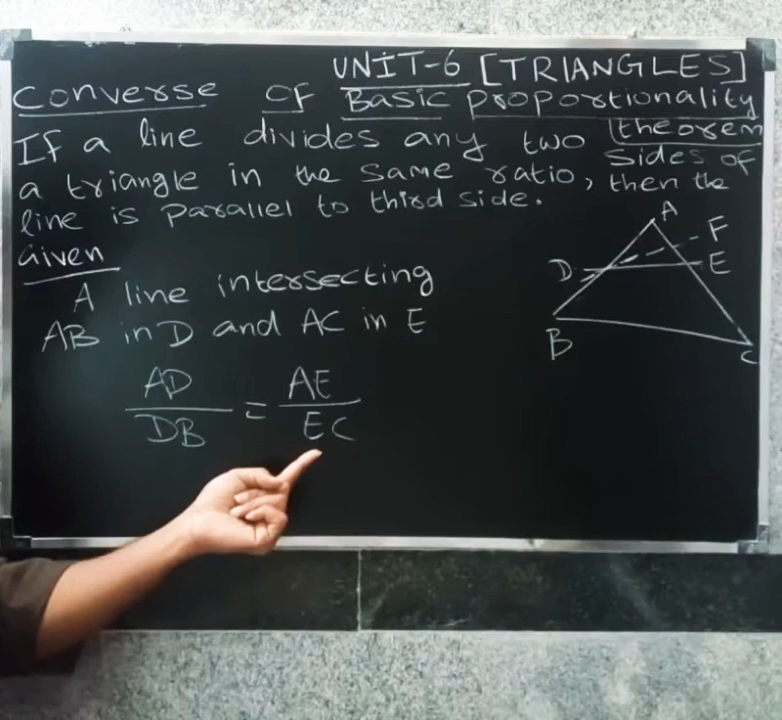 UNIT-6 [TRIANGLES]
Converse OF Basic proportionality
theorem
If a line divides any two sides of
a triangle in the same ratio, then the
line is parallel to third side.
Given
A line intersecting
AB in D and AC in E
AD/DB = AE/EC
A
F
D E
B
C